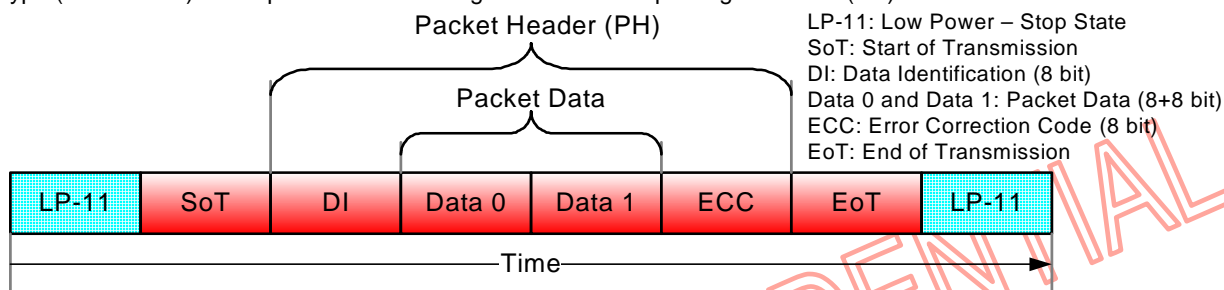 Packet Header (PH)
Packet Data
LP-11: Low Power – Stop State
SoT: Start of Transmission
DI: Data Identification (8 bit)
Data 0 and Data 1: Packet Data (8+8 bit)
ECC: Error Correction Code (8 bit)
EoT: End of Transmission
LP-11 SoT DI Data 0 Data 1 ECC EoT LP-11
Time